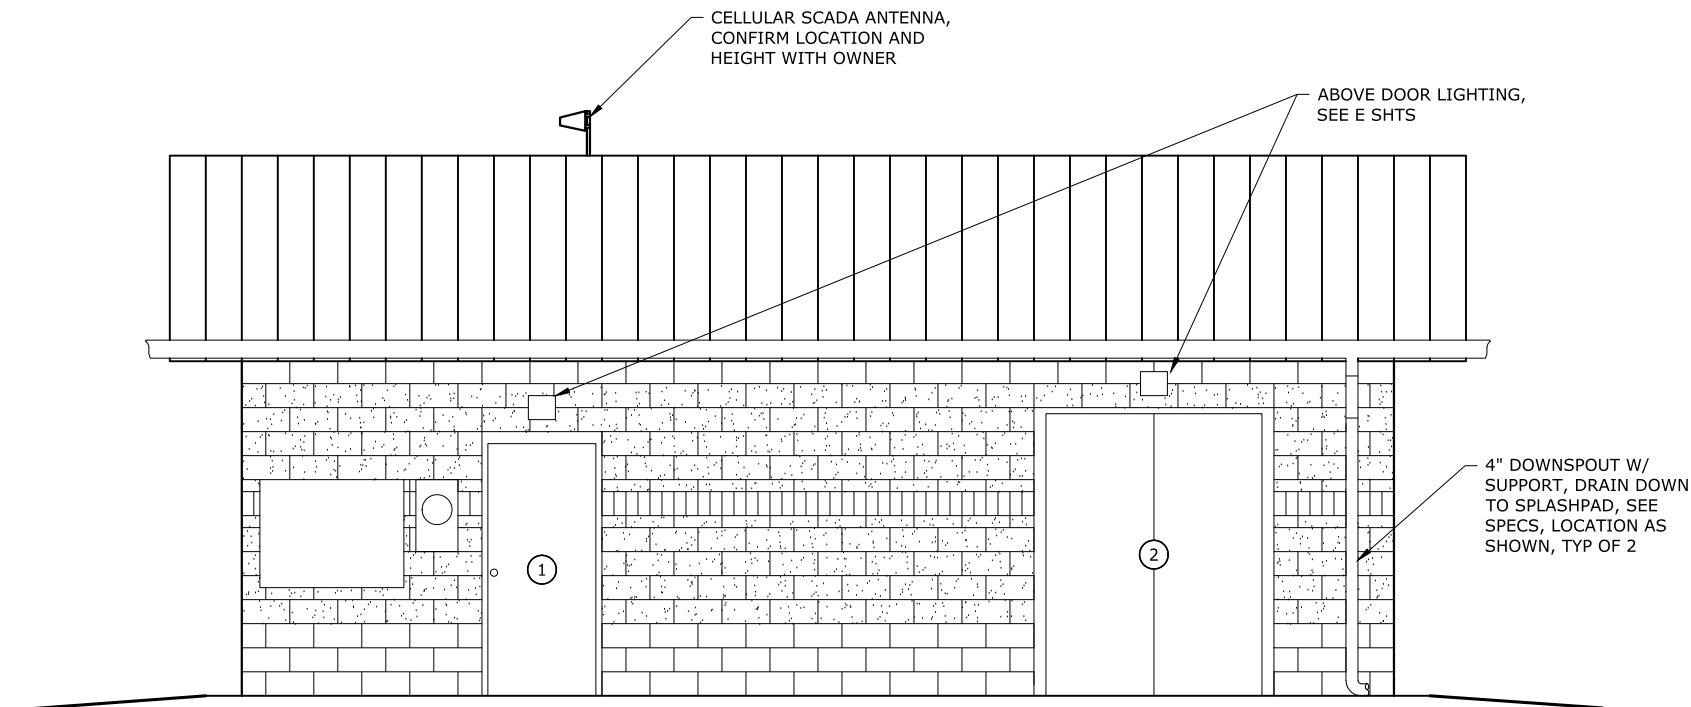 CELLULAR SCADA ANTENNA,
CONFIRM LOCATION AND
HEIGHT WITH OWNER
ABOVE DOOR LIGHTING,
SEE E SHTS
4" DOWNSPOUT W/
SUPPORT, DRAIN DOWN
TO SPLASHPAD, SEE
SPECS, LOCATION AS
SHOWN, TYP OF 2
1
2